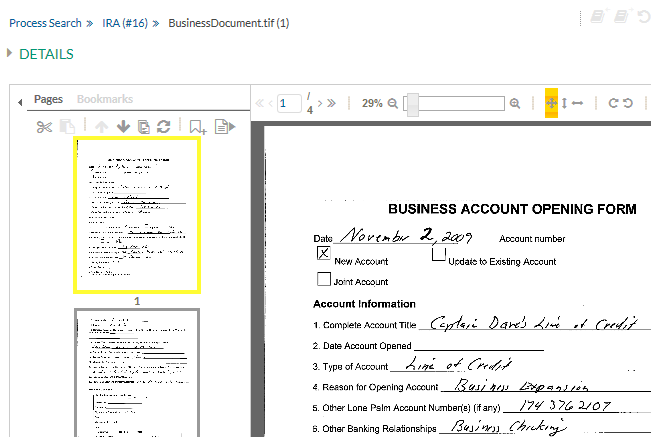 Process Search » IRA (#16) » BusinessDocument.tif (1)
DETAILS
Pages Bookmarks
1 / 4
29%
1
BUSINESS ACCOUNT OPENING FORM
Date November 2, 2009 Account number
X New Account Update to Existing Account
Joint Account
Account Information
1. Complete Account Title Captain Dave's Line of Credit
2. Date Account Opened
3. Type of Account Line of Credit
4. Reason for Opening Account Business Expansion
5. Other Lone Palm Account Number(s) (if any) 174 376 2107
6. Other Banking Relationships Business Checking